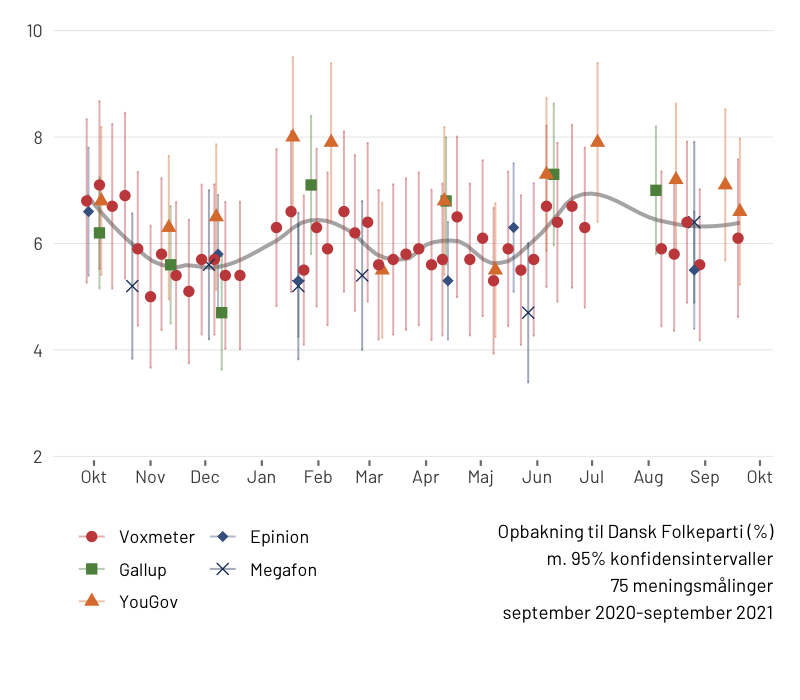 10
8
6
4
2
Okt Nov Dec Jan Feb Mar Apr Maj Jun Jul Aug Sep Okt
Voxmeter Epinion
Gallup Megafon
YouGov
Opbakning til Dansk Folkeparti (%)
m. 95% konfidensintervaller
75 meningsmålinger
september 2020-september 2021